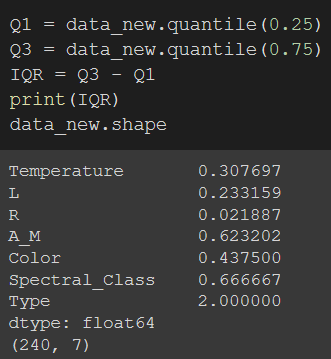 Q1 = data_new.quantile(0.25)
Q3 = data_new.quantile(0.75)
IQR = Q3 - Q1
print(IQR)
data_new.shape
Temperature 0.307697
L 0.233159
R 0.021887
A_M 0.623202
Color 0.437500
Spectral_Class 0.666667
Type 2.000000
dtype: float64
(240, 7)